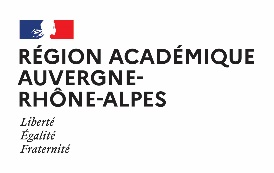 RÉGION ACADÉMIQUE
AUVERGNE-
RHÔNE-ALPES
Liberté
Égalité
Fraternité